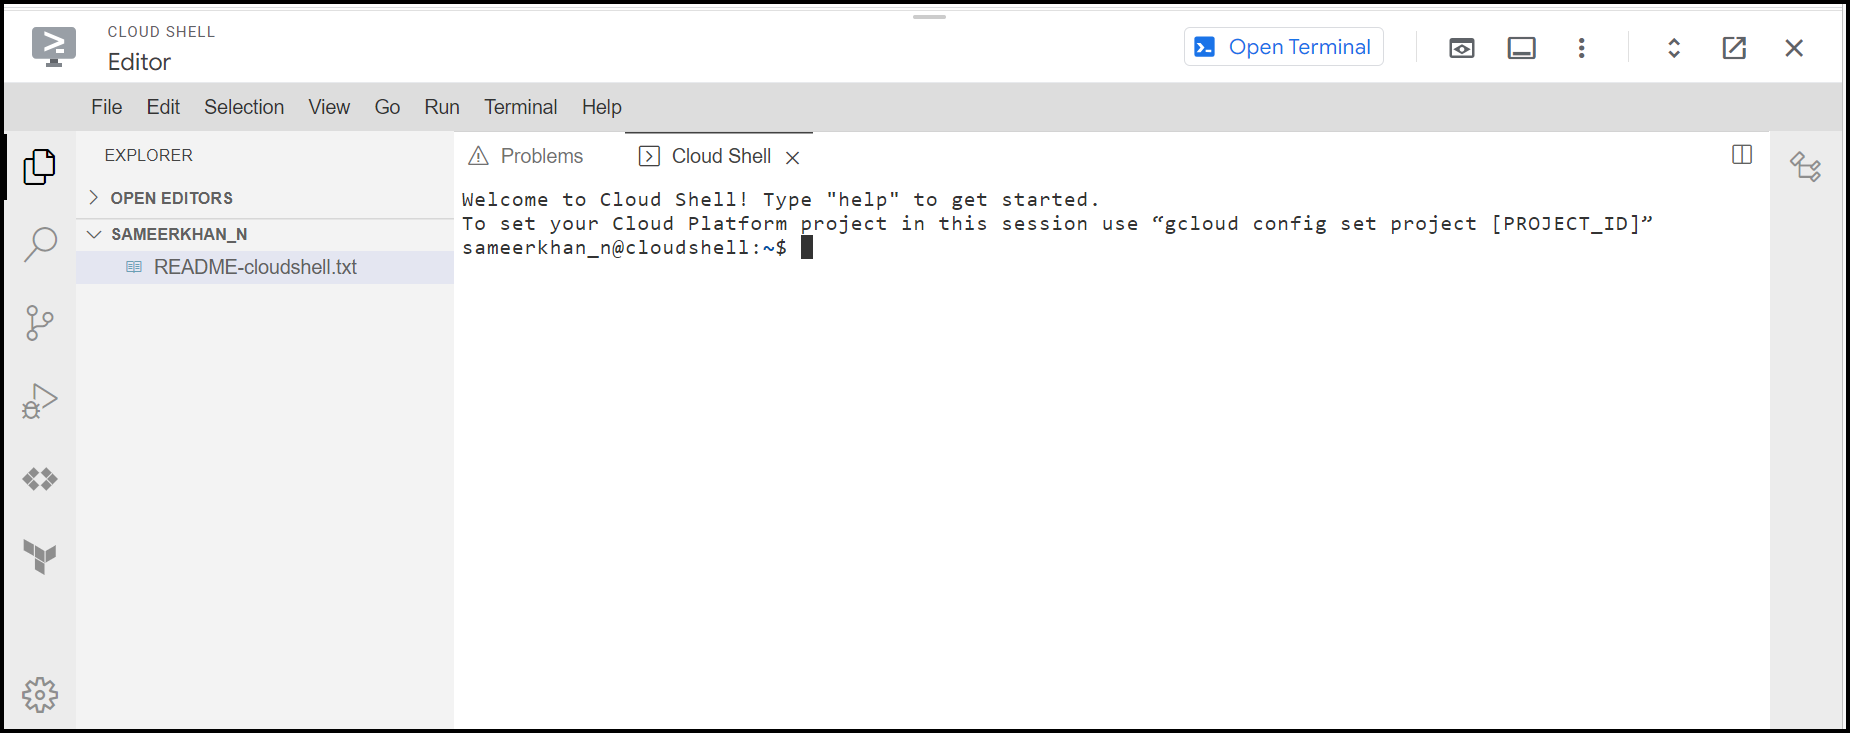 CLOUD SHELL
Editor
Open Terminal
File Edit Selection View Go Run Terminal Help
EXPLORER
OPEN EDITORS
SAMEERKHAN_N
README-cloudshell.txt
Problems Cloud Shell
Welcome to Cloud Shell! Type "help" to get started.
To set your Cloud Platform project in this session use “gcloud config set project [PROJECT_ID]”
sameerkhan_n@cloudshell:~$